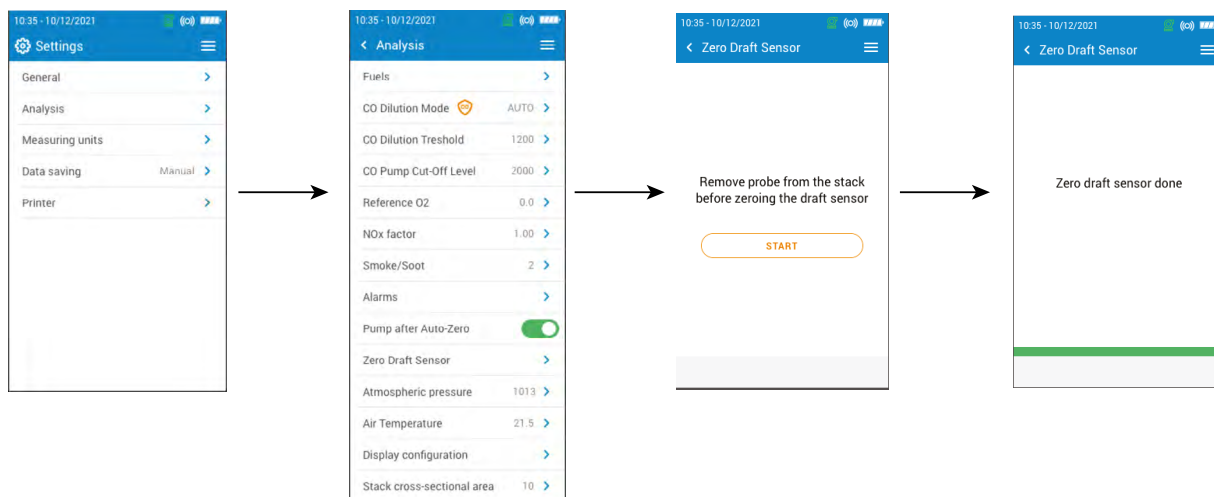 10:35 - 10/12/2021
Settings
General
Analysis
Measuring units
Data saving Manual
Printer
10:35 - 10/12/2021
Analysis
Fuels
CO Dilution Mode CO AUTO
CO Dilution Treshold 1200
CO Pump Cut-Off Level 2000
Reference O2 0.0
NOx factor 1.00
Smoke/Soot 2
Alarms
Pump after Auto-Zero
Zero Draft Sensor
Atmospheric pressure 1013
Air Temperature 21.5
Display configuration
Stack cross-sectional area 10
10:35 - 10/12/2021
Zero Draft Sensor
Remove probe from the stack
before zeroing the draft sensor
START
10:35 - 10/12/2021
Zero Draft Sensor
Zero draft sensor done